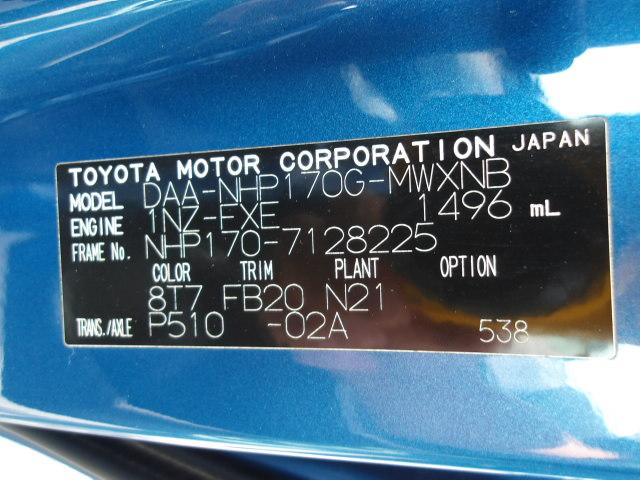 TOYOTA MOTOR CORPORATION JAPAN
MODEL DAA-NHP170G-MWXNB
ENGINE 1NZ-FXE 1496 mL
FRAME No. NHP170-7128225
COLOR TRIM PLANT OPTION
8T7 FB20 N21
TRANS./AXLE P510 -02A 538